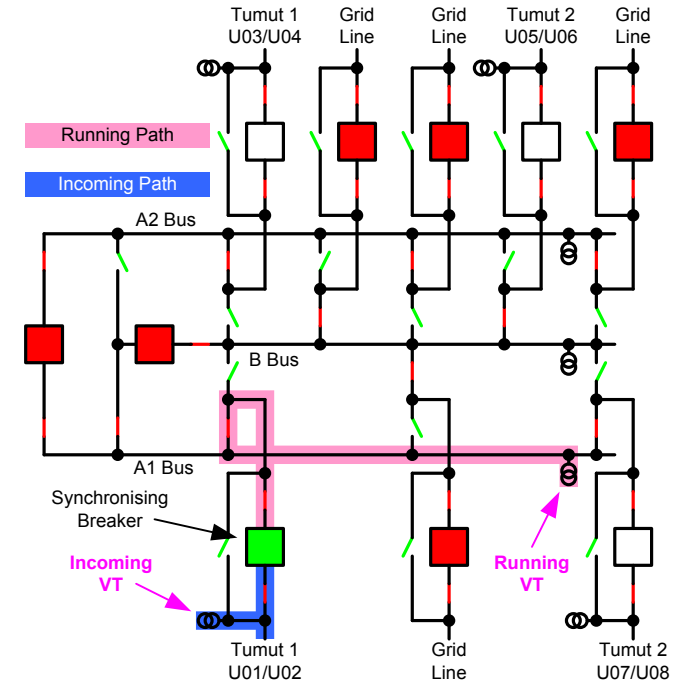 Tumut 1
U03/U04
Grid
Line
Grid
Line
Tumut 2
U05/U06
Grid
Line
Running Path
Incoming Path
A2 Bus
B Bus
A1 Bus
Synchronising
Breaker
Incoming
VT
Running
VT
Tumut 1
U01/U02
Grid
Line
Tumut 2
U07/U08